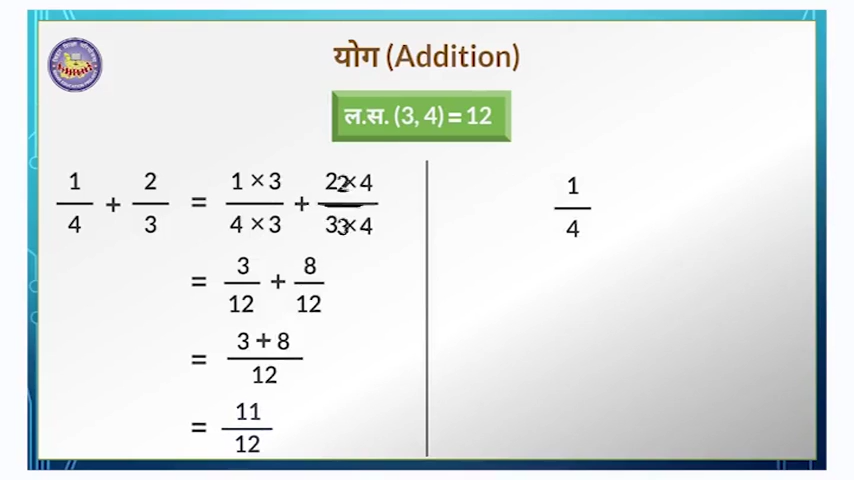 योग (Addition)
ल.स. (3, 4) = 12
1/4 + 2/3 = (1 × 3)/(4 × 3) + (2 × 4)/(3 × 4)
= 3/12 + 8/12
= (3 + 8)/12
= 11/12
1/4